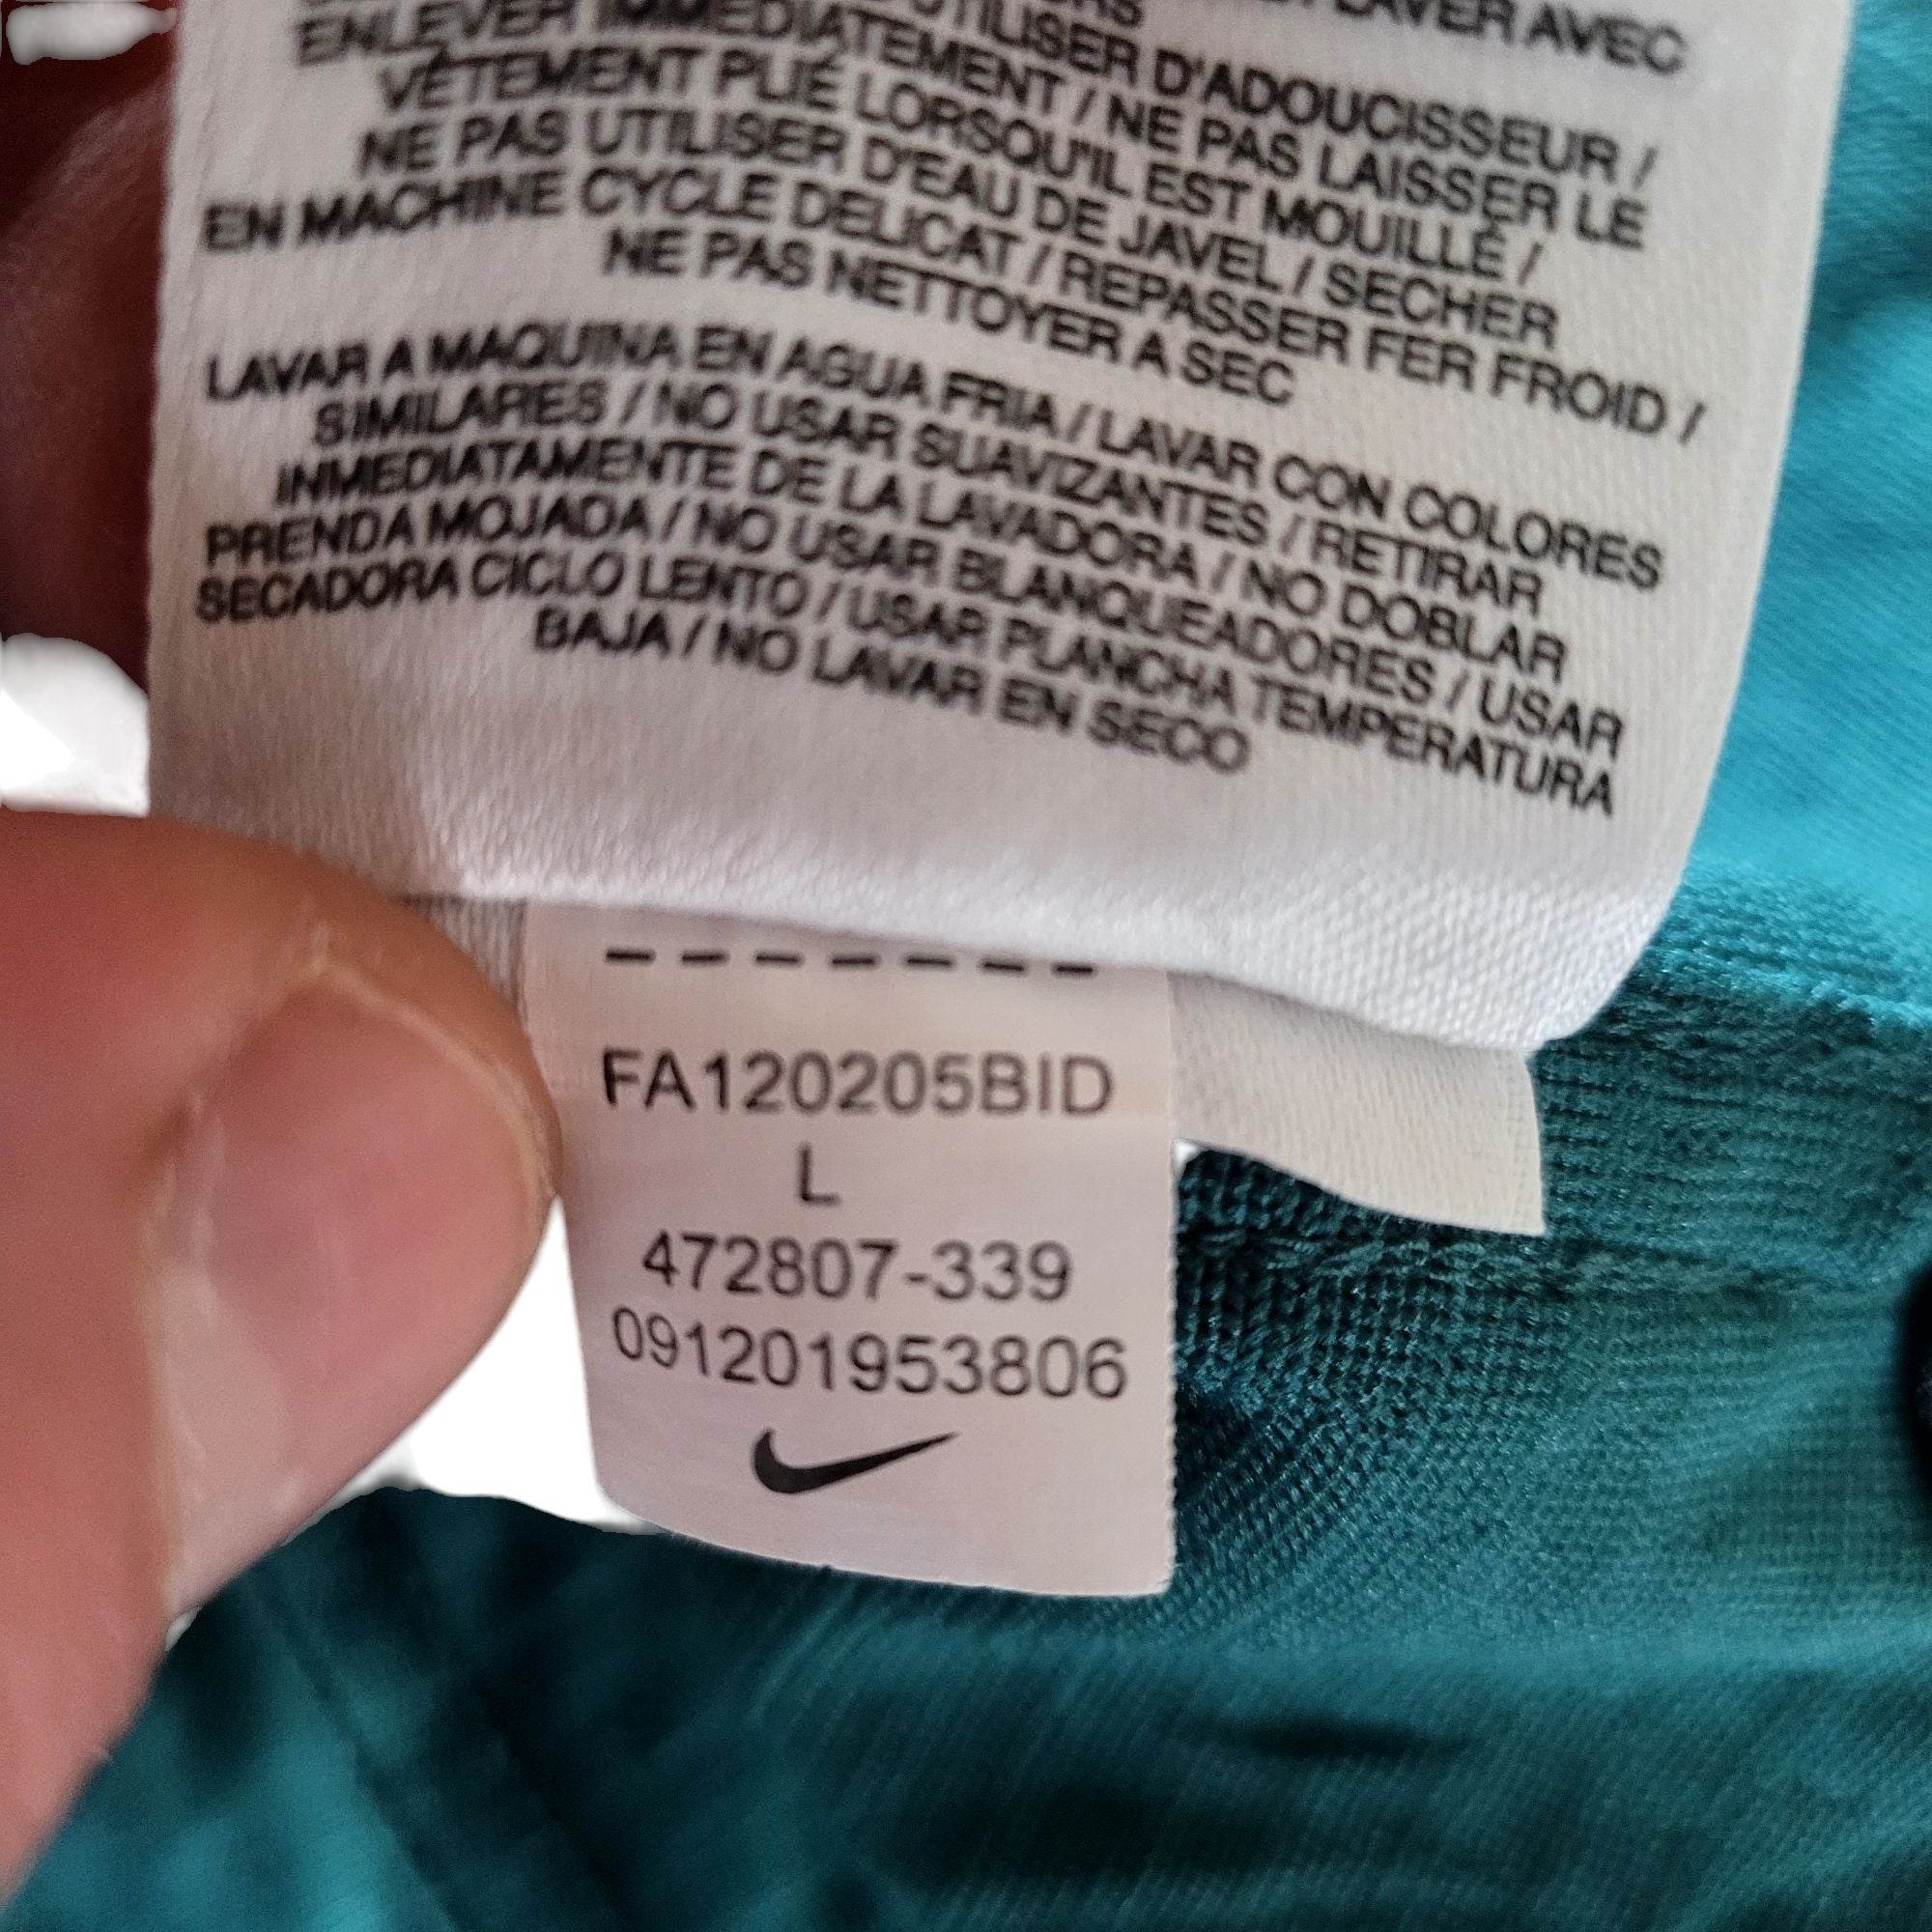 LAVER AVEC
UTILISER D'ADOUCISSEUR /
ENLEVER IMMÉDIATEMENT / NE PAS LAISSER LE
VÊTEMENT PLIÉ LORSQU'IL EST MOUILLÉ /
NE PAS UTILISER D'EAU DE JAVEL / SECHER
EN MACHINE CYCLE DELICAT / REPASSER FER FROID /
NE PAS NETTOYER A SEC
LAVAR A MAQUINA EN AGUA FRIA / LAVAR CON COLORES
SIMILARES / NO USAR SUAVIZANTES / RETIRAR
INMEDIATAMENTE DE LA LAVADORA / NO DOBLAR
PRENDA MOJADA / NO USAR BLANQUEADORES / USAR
SECADORA CICLO LENTO / USAR PLANCHA TEMPERATURA
BAJA / NO LAVAR EN SECO
FA120205BID
L
472807-339
091201953806